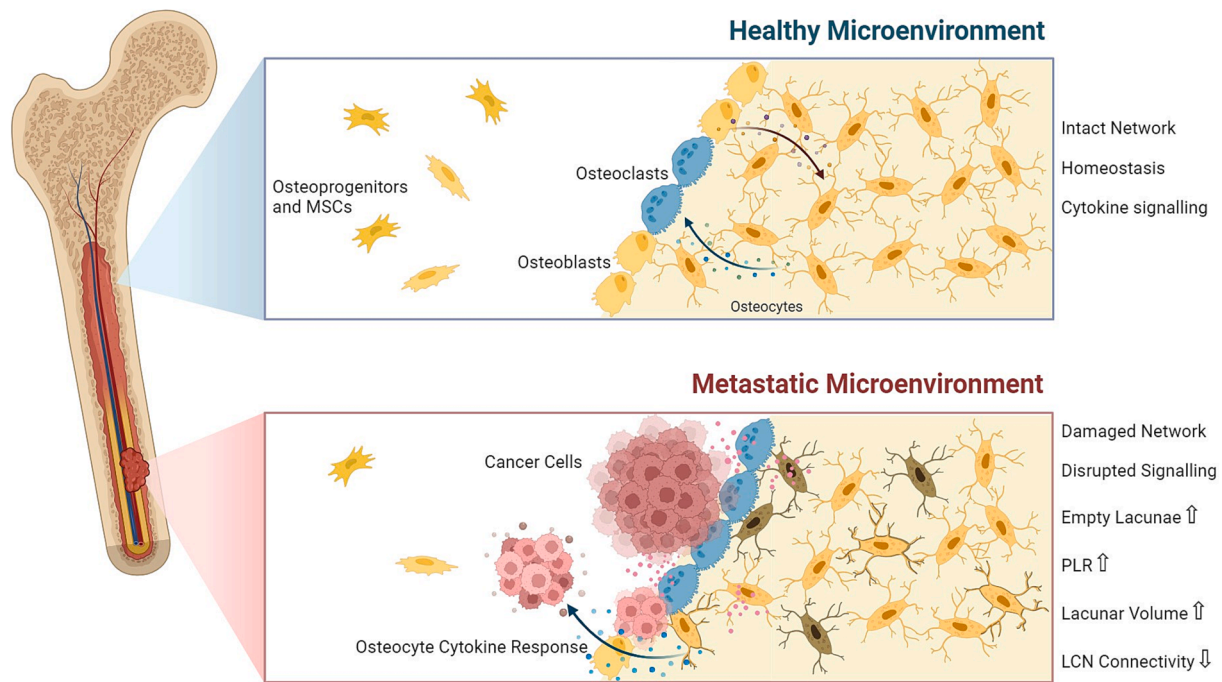 Healthy Microenvironment
Osteoprogenitors
and MSCs
Osteoclasts
Osteoblasts
Osteocytes
Intact Network
Homeostasis
Cytokine signalling
Metastatic Microenvironment
Cancer Cells
Osteocyte Cytokine Response
Damaged Network
Disrupted Signalling
Empty Lacunae ⇧
PLR ⇧
Lacunar Volume ⇧
LCN Connectivity ⇩